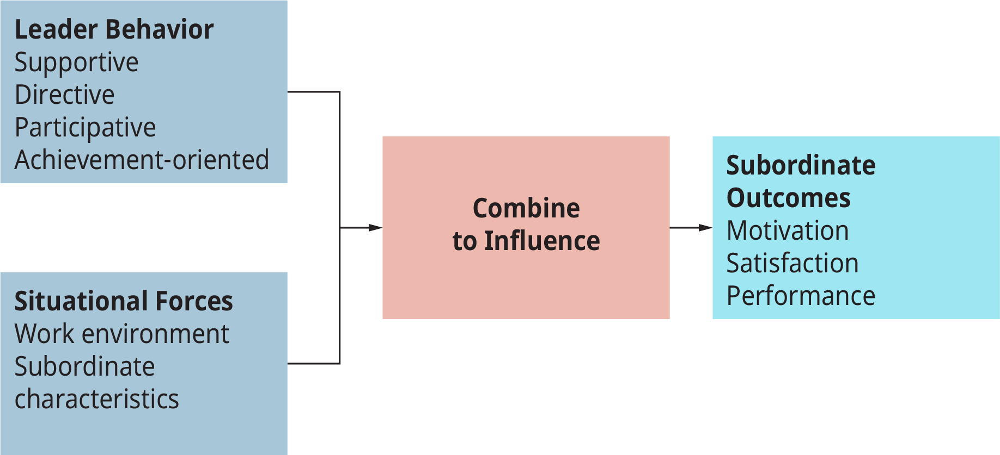 Leader Behavior
Supportive
Directive
Participative
Achievement-oriented
Situational Forces
Work environment
Subordinate
characteristics
Combine
to Influence
Subordinate
Outcomes
Motivation
Satisfaction
Performance